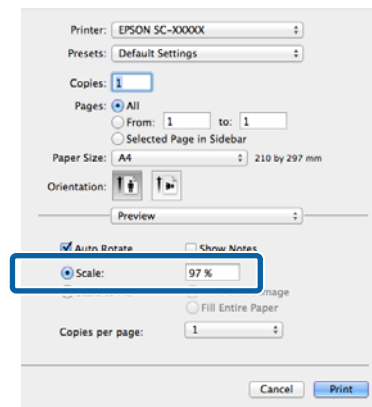 Printer: EPSON SC-XXXXX
Presets: Default Settings
Copies: 1
Pages: All
From: 1 to: 1
Selected Page in Sidebar
Paper Size: A4 210 by 297 mm
Orientation:
Preview
Auto Rotate Show Notes
Scale: 97 %
Fill Entire Paper
Copies per page: 1
Cancel Print